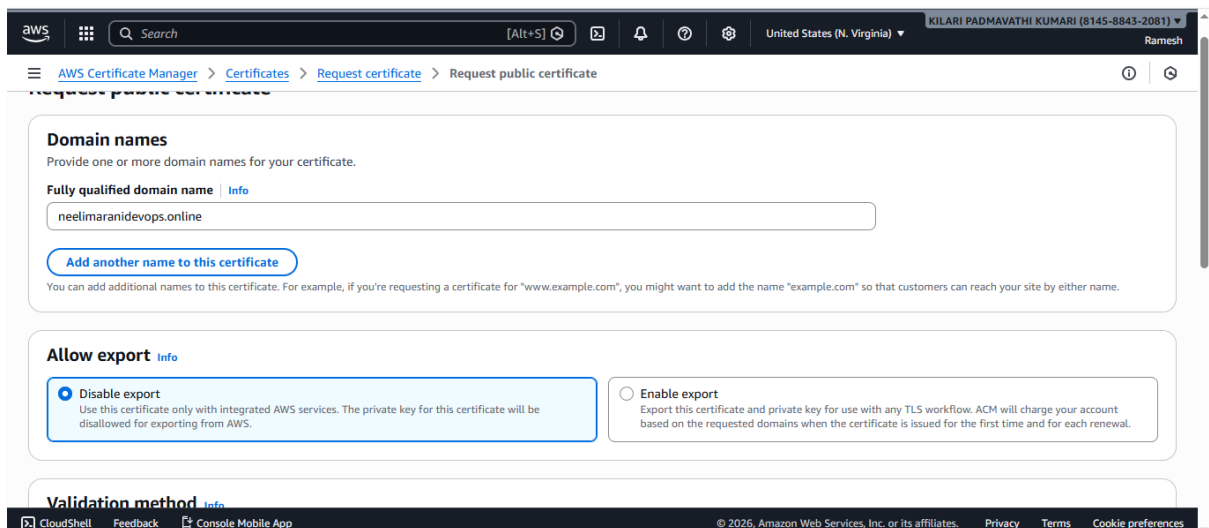 KILARI PADMAVATHI KUMARI (8145-8843-2081) ▼
aws Search [Alt+S] United States (N. Virginia) ▼
Ramesh
AWS Certificate Manager > Certificates > Request certificate > Request public certificate
Request public certificate
Domain names
Provide one or more domain names for your certificate.
Fully qualified domain name Info
neelimaranidevops.online
Add another name to this certificate
You can add additional names to this certificate. For example, if you're requesting a certificate for "www.example.com", you might want to add the name "example.com" so that customers can reach your site by either name.
Allow export Info
Disable export
Use this certificate only with integrated AWS services. The private key for this certificate will be
disallowed for exporting from AWS.
Enable export
Export this certificate and private key for use with any TLS workflow. ACM will charge your account
based on the requested domains when the certificate is issued for the first time and for each renewal.
Validation method Info
CloudShell Feedback Console Mobile App © 2026, Amazon Web Services, Inc. or its affiliates. Privacy Terms Cookie preferences